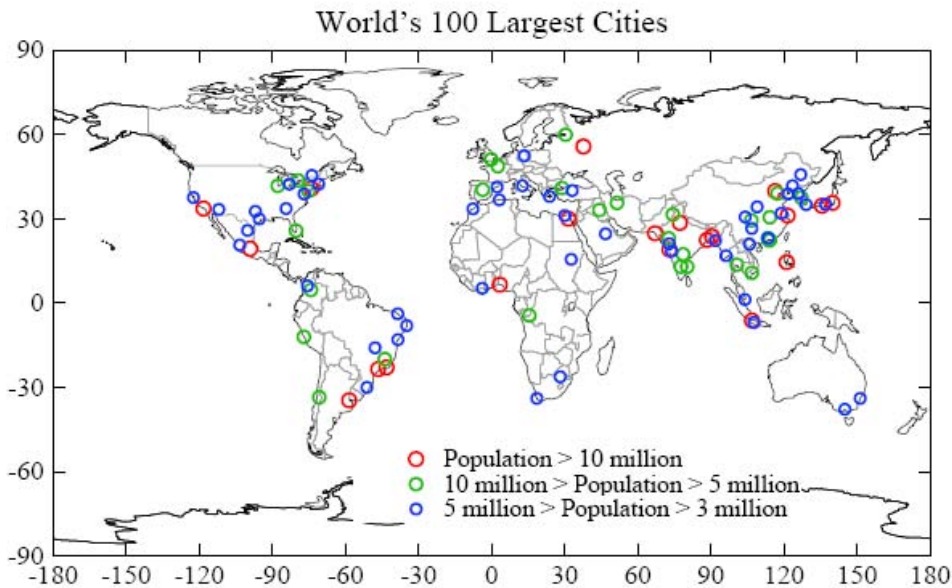 World's 100 Largest Cities
90
60
30
0
-30
-60
-90
Population > 10 million
10 million > Population > 5 million
5 million > Population > 3 million
-180 -150 -120 -90 -60 -30 0 30 60 90 120 150 180